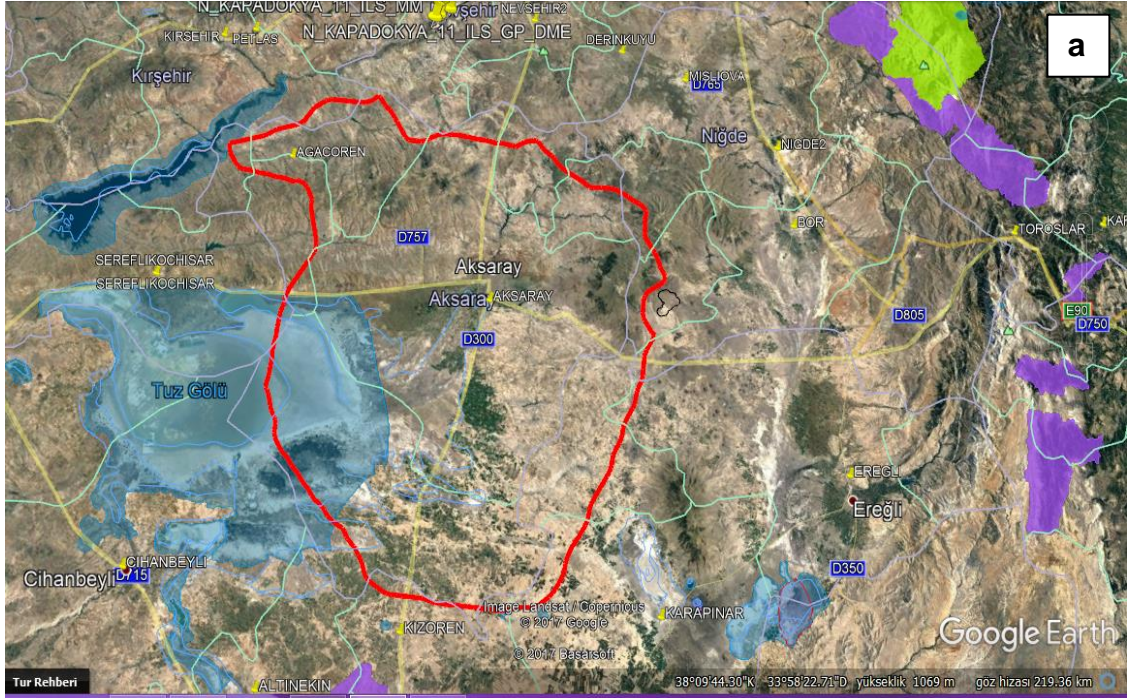 N_KAPADOKYA_11_ILS_MM
NEVSEHIR2
N_KAPADOKYA_11_ILS_GP_DME
KIRSEHIR
PETLAS
DERINKUYU
a
Kırşehir
MISLIOVA
D765
Niğde
NIGDE2
AGACOREN
BOR
TOROSLAR
D757
SEREFLIKOCHISAR
SEREFLIKOCHISAR
Aksaray
Aksaray
AKSARAY
D300
D805
E90
D750
Tuz Gölü
EREGLI
Ereğli
CIHANBEYLI
Cihanbeyli
D715
D350
KIZOREN
Image Landsat / Copernicus
© 2017 Google
© 2017 Basarsoft
KARAPINAR
Google Earth
ALTINEKIN
Tur Rehberi
38°09'44.30"K 33°58'22.71"D yükseklik 1069 m göz hizası 219.36 km